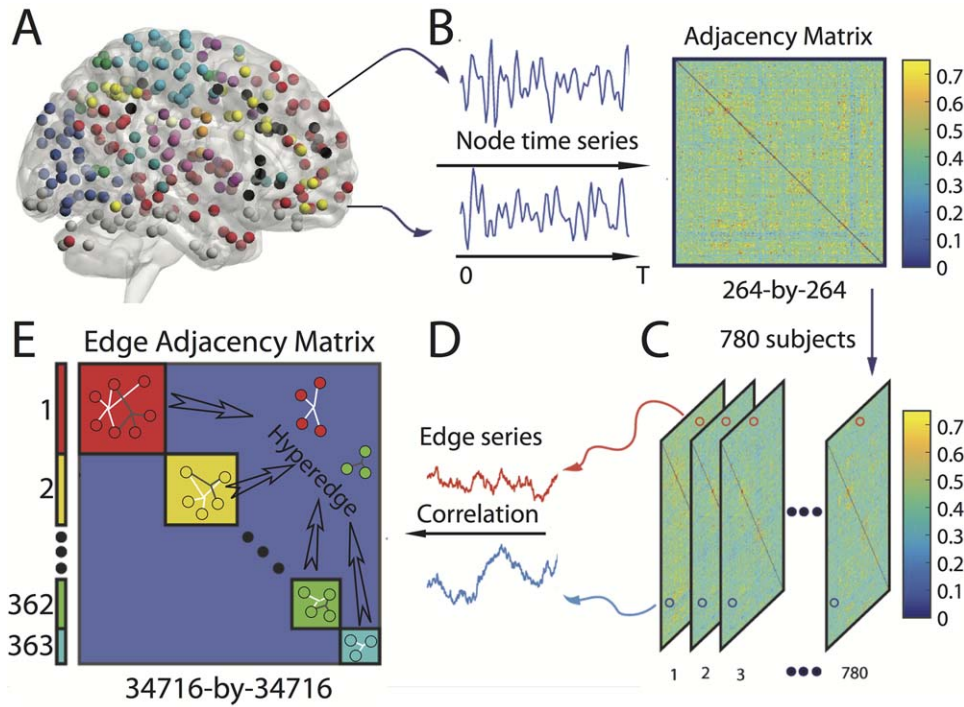 A
B
Adjacency Matrix
Node time series
0
T
0.7
0.6
0.5
0.4
0.3
0.2
0.1
0
264-by-264
780 subjects
E
Edge Adjacency Matrix
1
2
362
363
Hyperedge
34716-by-34716
D
Edge series
Correlation
C
0.7
0.6
0.5
0.4
0.3
0.2
0.1
0
1 2 3 780